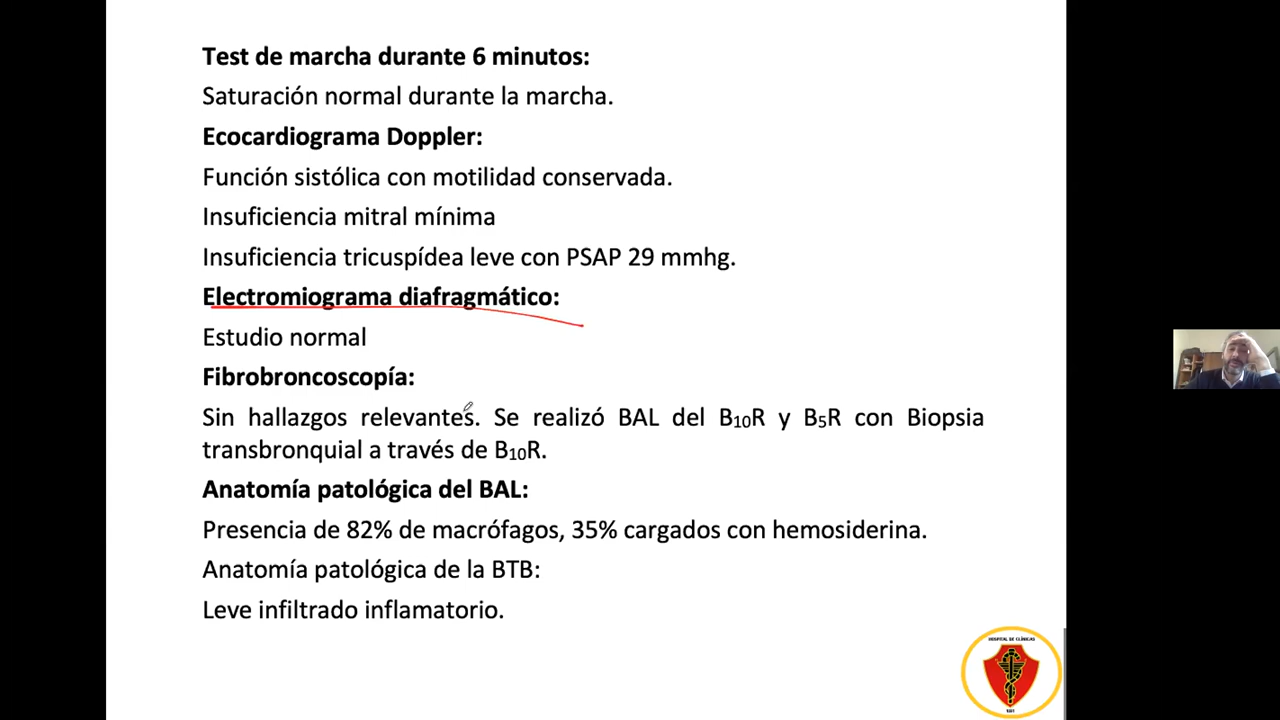 Test de marcha durante 6 minutos:
Saturación normal durante la marcha.
Ecocardiograma Doppler:
Función sistólica con motilidad conservada.
Insuficiencia mitral mínima
Insuficiencia tricuspídea leve con PSAP 29 mmhg.
Electromiograma diafragmático:
Estudio normal
Fibrobroncoscopía:
Sin hallazgos relevantes. Se realizó BAL del B10R y B5R con Biopsia
transbronquial a través de B10R.
Anatomía patológica del BAL:
Presencia de 82% de macrófagos, 35% cargados con hemosiderina.
Anatomía patológica de la BTB:
Leve infiltrado inflamatorio.
HOSPITAL DE CLÍNICAS